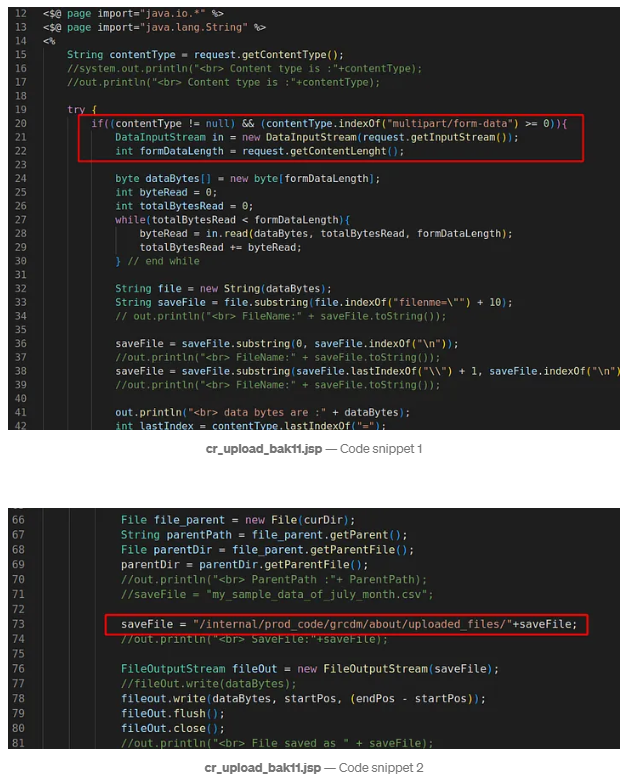 12 <$@ page import="java.io.*" %>
13 <$@ page import="java.lang.String" %>
14 <%
15 String contentType = request.getContentType();
16 //system.out.println("<br> Content type is :"+contentType);
17 //out.println("<br> Content type is :"+contentType);
18
19 try {
20 if((contentType != null) && (contentType.indexOf("multipart/form-data") >= 0)){
21 DataInputStream in = new DataInputStream(request.getInputStream());
22 int formDataLength = request.getContentLenght();
23
24 byte dataBytes[] = new byte[formDataLength];
25 int byteRead = 0;
26 int totalBytesRead = 0;
27 while(totalBytesRead < formDataLength){
28 byteRead = in.read(dataBytes, totalBytesRead, formDataLength);
29 totalBytesRead += byteRead;
30 } // end while
31
32 String file = new String(dataBytes);
33 String saveFile = file.substring(file.indexOf("filenme=\"") + 10);
34 // out.println("<br> FileName:" + saveFile.toString());
35
36 saveFile = saveFile.substring(0, saveFile.indexOf("\n"));
37 //out.println("<br> FileName:" + saveFile.toString());
38 saveFile = saveFile.substring(saveFile.lastIndexOf("\\") + 1, saveFile.indexOf("\n")
39 //out.println("<br> FileName:" + saveFile.toString());
40
41 out.println("<br> data bytes are :" + dataBytes);
42 int lastIndex = contentType.lastIndexOf("=");
cr_upload_bak11.jsp — Code snippet 1
66 File file_parent = new File(curDir);
67 String parentPath = file_parent.getParent();
68 File parentDir = file_parent.getParentFile();
69 parentDir = parentDir.getParentFile();
70 //out.println("<br> ParentPath :"+ ParentPath);
71 //saveFile = "my_sample_data_of_july_month.csv";
72
73 saveFile = "/internal/prod_code/grcdm/about/uploaded_files/"+saveFile;
74 //out.println("<br> SaveFile:"+saveFile);
75
76 FileOutputStream fileOut = new FileOutputStream(saveFile);
77 //fileOut.write(dataBytes);
78 fileout.write(dataBytes, startPos, (endPos - startPos));
79 fileOut.flush();
80 fileOut.close();
81 //out.println("<br> File saved as " + saveFile);
cr_upload_bak11.jsp — Code snippet 2